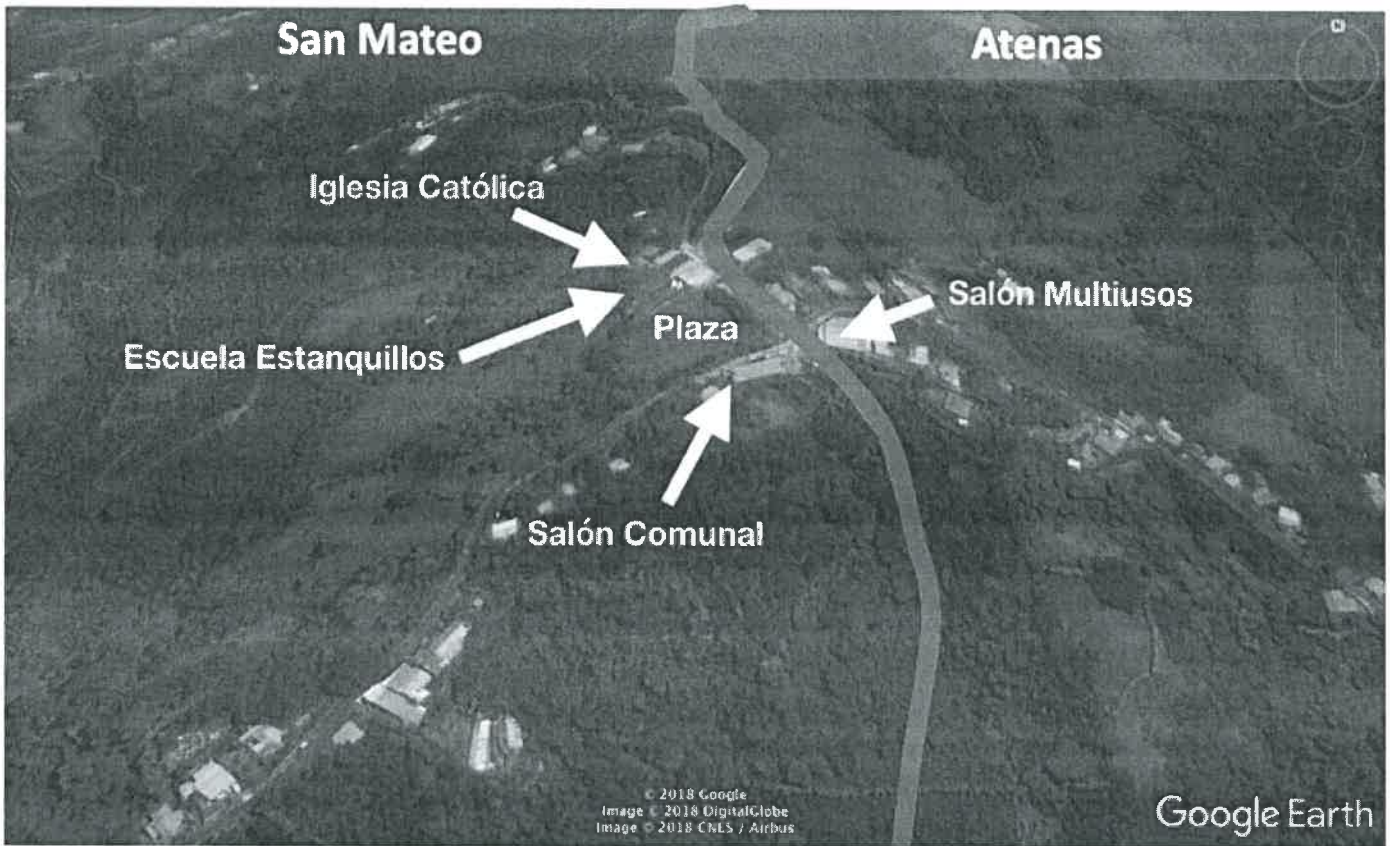 San Mateo
Atenas
Iglesia Católica
Salón Multiusos
Plaza
Escuela Estanquillos
Salón Comunal
© 2018 Google
Image © 2018 DigitalGlobe
Image © 2018 CNES / Airbus
Google Earth